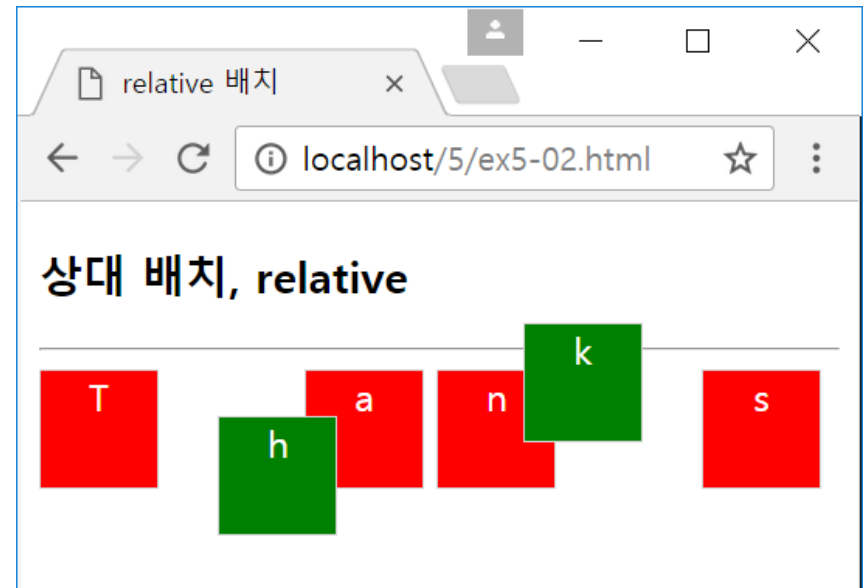 relative 배치
localhost/5/ex5-02.html
상대 배치, relative
T h a n k s